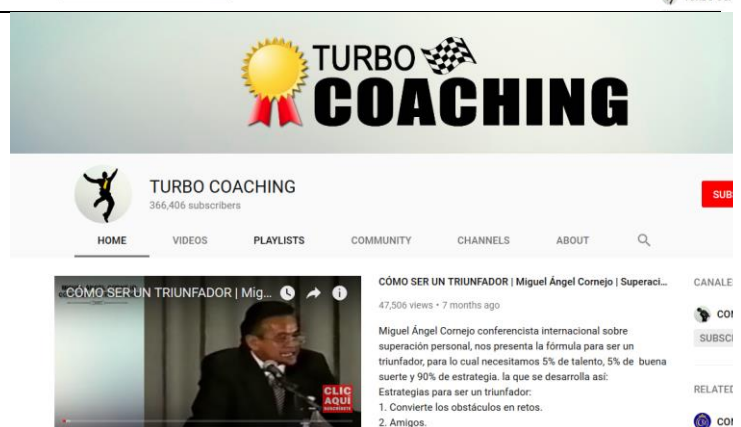 TURBO
COACHING
TURBO COACHING
366,406 subscribers
SUB
HOME VIDEOS PLAYLISTS COMMUNITY CHANNELS ABOUT
CÓMO SER UN TRIUNFADOR | Mig...
CLIC
AQUÍ
SUSCRÍBETE
CÓMO SER UN TRIUNFADOR | Miguel Ángel Cornejo | Superaci...
47,506 views • 7 months ago
Miguel Ángel Cornejo conferencista internacional sobre
superación personal, nos presenta la fórmula para ser un
triunfador, para lo cual necesitamos 5% de talento, 5% de buena
suerte y 90% de estrategia. la que se desarrolla así:
Estrategias para ser un triunfador:
1. Convierte los obstáculos en retos.
2. Amigos.
CANALE
CO
SUBSC
RELATED
CO